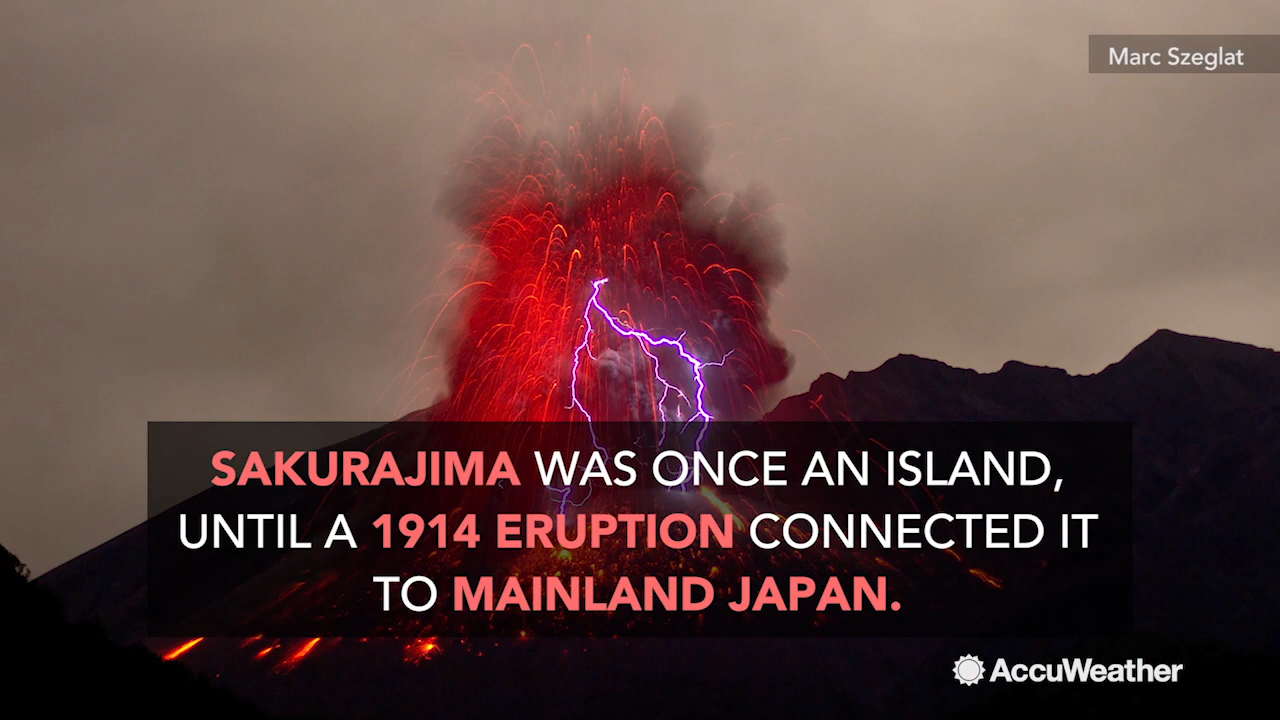 Marc Szeglat
SAKURAJIMA WAS ONCE AN ISLAND,
UNTIL A 1914 ERUPTION CONNECTED IT
TO MAINLAND JAPAN.
AccuWeather